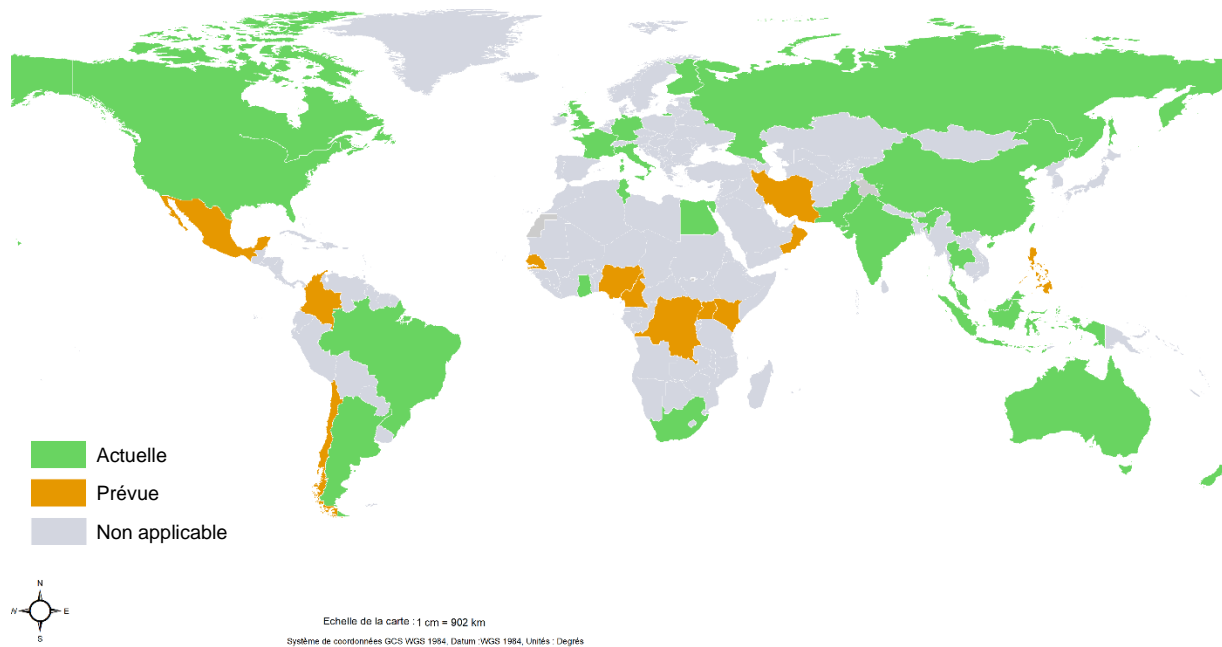 Actuelle
Prévue
Non applicable
N
W E
S
Echelle de la carte : 1 cm = 902 km
Système de coordonnées GCS WGS 1984, Datum :WGS 1984, Unités : Degrés